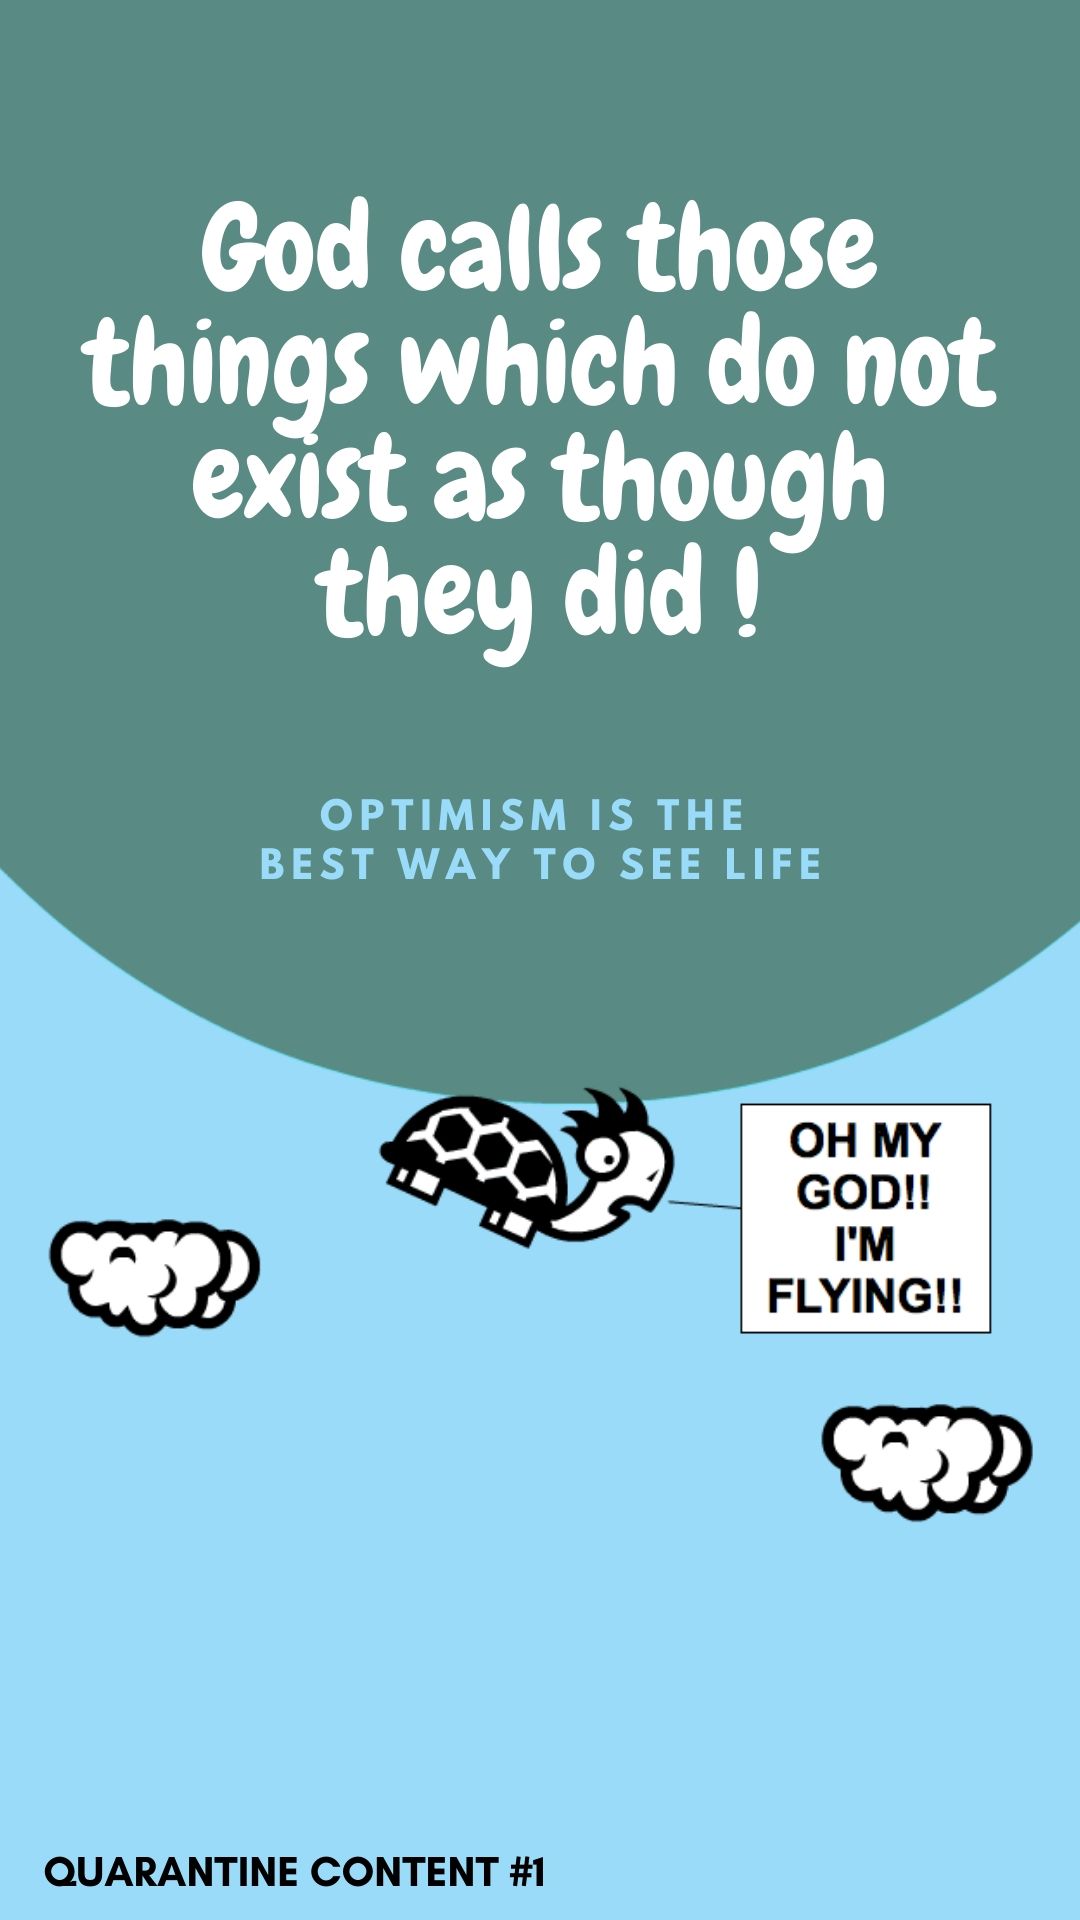 God calls those
things which do not
exist as though
they did !
OPTIMISM IS THE
BEST WAY TO SEE LIFE
OH MY
GOD!!
I'M
FLYING!!
QUARANTINE CONTENT #1